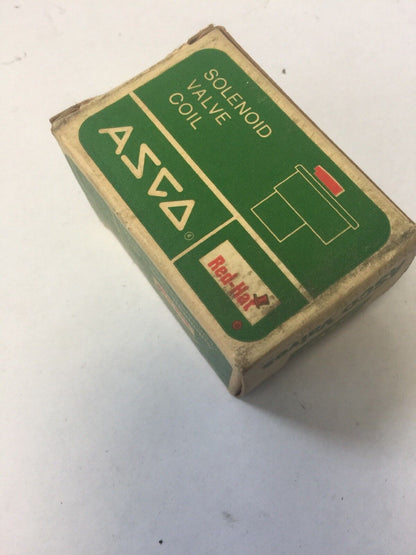 SOLENOID
VALVE
COIL
ASCO®
Red-Hat
®